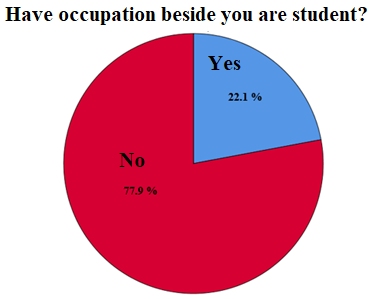 Have occupation beside you are student?
Yes
22.1 %
No
77.9 %